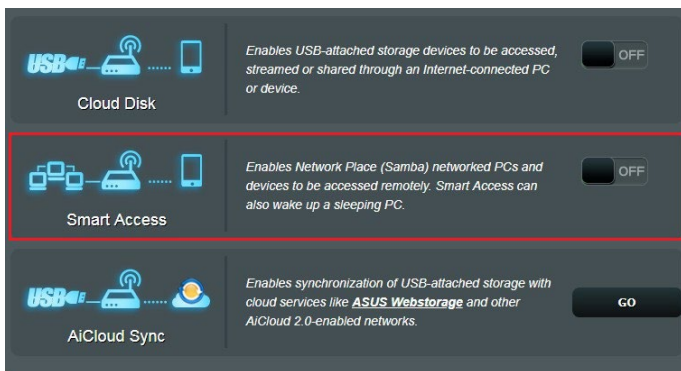 USB
Enables USB-attached storage devices to be accessed,
streamed or shared through an Internet-connected PC
or device.
OFF
Cloud Disk
Enables Network Place (Samba) networked PCs and
devices to be accessed remotely. Smart Access can
also wake up a sleeping PC.
OFF
Smart Access
USB
Enables synchronization of USB-attached storage with
cloud services like ASUS Webstorage and other
AiCloud 2.0-enabled networks.
GO
AiCloud Sync